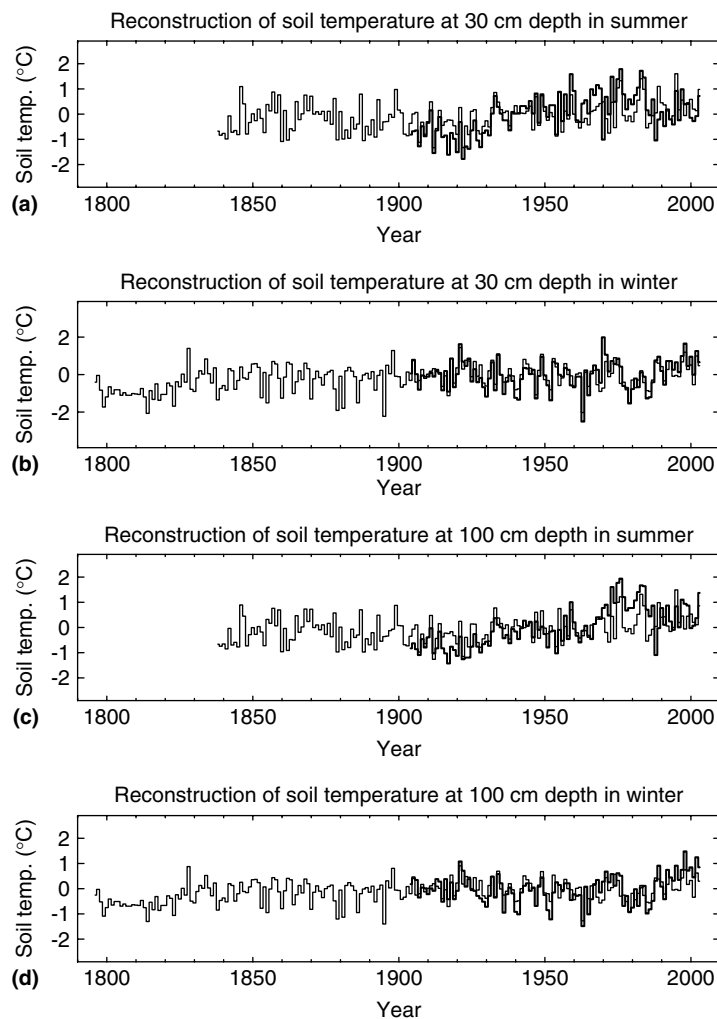 Reconstruction of soil temperature at 30 cm depth in summer
Soil temp. (°C)
2
1
0
-1
-2
1800 1850 1900 1950 2000
(a)
Year
Reconstruction of soil temperature at 30 cm depth in winter
Soil temp. (°C)
2
0
-2
1800 1850 1900 1950 2000
(b)
Year
Reconstruction of soil temperature at 100 cm depth in summer
Soil temp. (°C)
2
1
0
-1
-2
1800 1850 1900 1950 2000
(c)
Year
Reconstruction of soil temperature at 100 cm depth in winter
Soil temp. (°C)
2
1
0
-1
-2
1800 1850 1900 1950 2000
(d)
Year